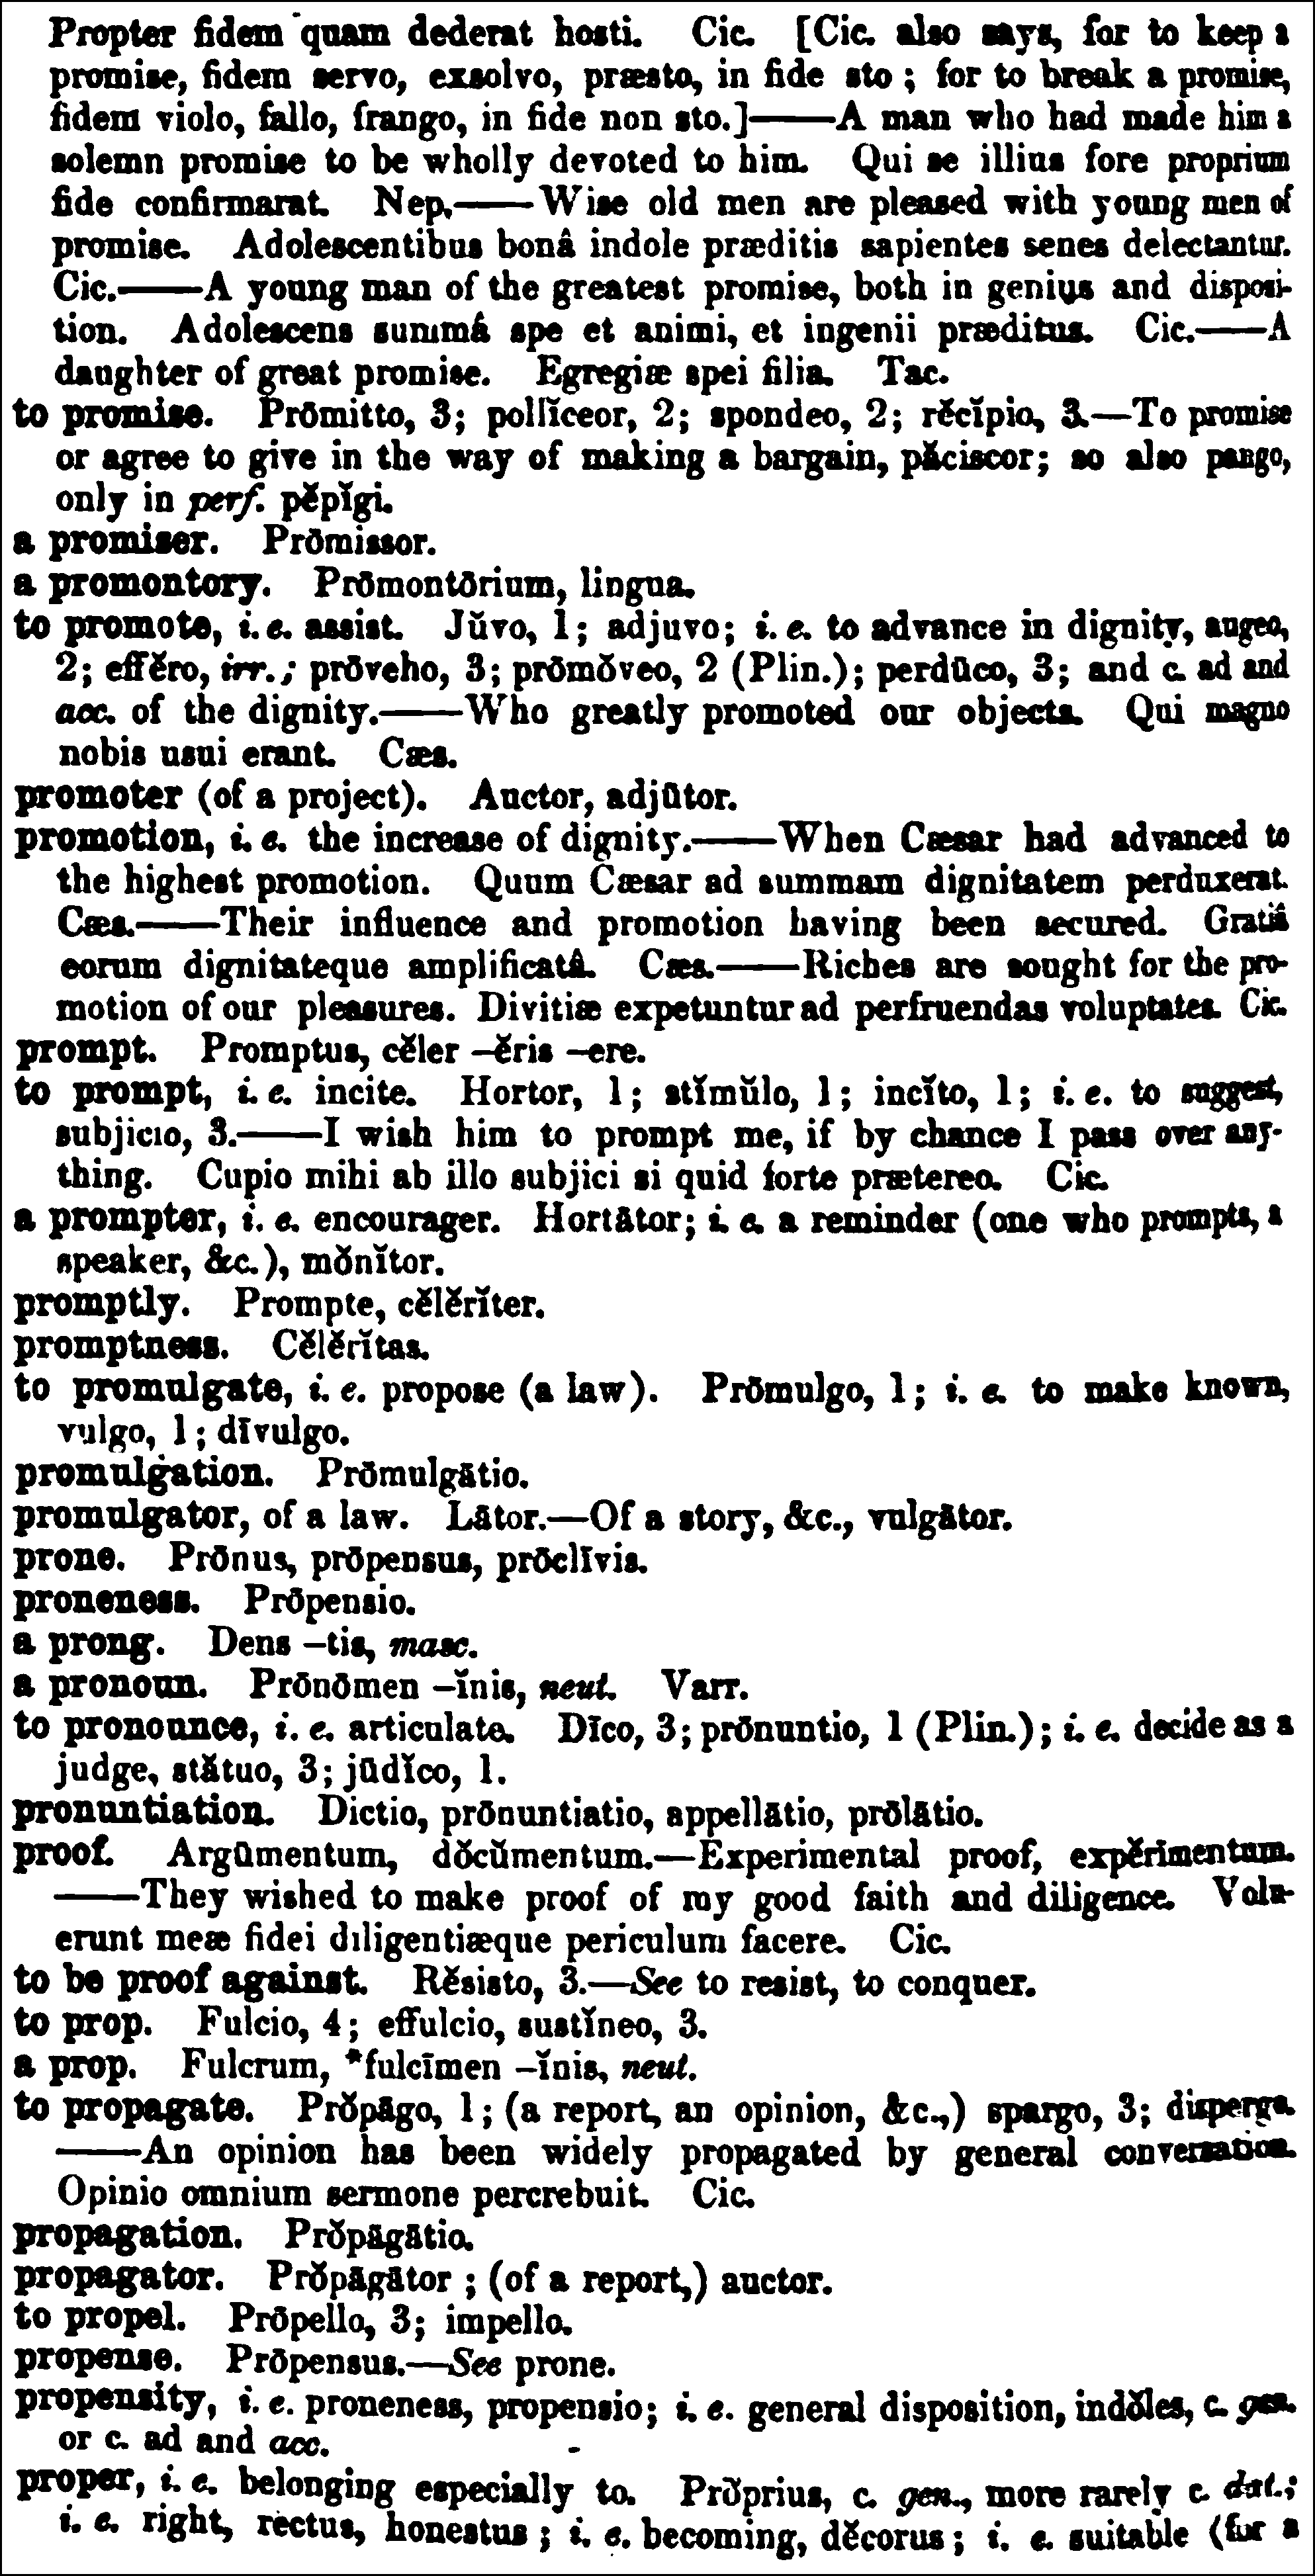 Propter fidem quam dederat hosti. Cic. [Cic. also says, for to keep a
promise, fidem servo, exsolvo, præsto, in fide sto; for to break a promise,
fidem violo, fallo, frango, in fide non sto.]——A man who had made him a
solemn promise to be wholly devoted to him. Qui se illius fore proprium
fide confirmarat. Nep.——Wise old men are pleased with young men of
promise. Adolescentibus bonâ indole præditis sapientes senes delectantur.
Cic.——A young man of the greatest promise, both in genius and disposi-
tion. Adolescens summâ spe et animi, et ingenii præditus. Cic.——A
daughter of great promise. Egregiæ spei filia. Tac.
to promise. Prōmitto, 3; pollĭceor, 2; spondeo, 2; rĕcĭpio, 3.—To promise
or agree to give in the way of making a bargain, păciscor; so also pango,
only in perf. pĕpĭgi.
a promiser. Prōmissor.
a promontory. Prōmontōrium, lingua.
to promote, i. e. assist. Jŭvo, 1; adjuvo; i. e. to advance in dignity, augeo,
2; effĕro, irr.; prōveho, 3; prōmŏveo, 2 (Plin.); perdūco, 3; and c. ad and
acc. of the dignity.——Who greatly promoted our objects. Qui magno
nobis usui erant. Cæs.
promoter (of a project). Auctor, adjūtor.
promotion, i. e. the increase of dignity.——When Cæsar had advanced to
the highest promotion. Quum Cæsar ad summam dignitatem perduxerat.
Cæs.——Their influence and promotion having been secured. Gratiâ
eorum dignitateque amplificatâ. Cæs.——Riches are sought for the pro-
motion of our pleasures. Divitiæ expetuntur ad perfruendas voluptates. Cic.
prompt. Promptus, cĕler –ĕris –ere.
to prompt, i. e. incite. Hortor, 1; stĭmŭlo, 1; incĭto, 1; i. e. to suggest,
subjicio, 3.——I wish him to prompt me, if by chance I pass over any-
thing. Cupio mihi ab illo subjici si quid forte prætereo. Cic.
a prompter, i. e. encourager. Hortātor; i. e. a reminder (one who prompts, a
speaker, &c.), mŏnĭtor.
promptly. Prompte, cĕlĕrĭter.
promptness. Cĕlĕrĭtas.
to promulgate, i. e. propose (a law). Prōmulgo, 1; i. e. to make known,
vulgo, 1; dīvulgo.
promulgation. Prōmulgātio.
promulgator, of a law. Lātor.—Of a story, &c., vulgātor.
prone. Prōnus, prōpensus, prōclīvis.
proneness. Prōpensio.
a prong. Dens –tis, masc.
a pronoun. Prōnōmen –ĭnis, neut. Varr.
to pronounce, i. e. articulate. Dīco, 3; prōnuntio, 1 (Plin.); i. e. decide as a
judge, stătuo, 3; jūdĭco, 1.
pronuntiation. Dictio, prōnuntiatio, appellātio, prōlātio.
proof. Argūmentum, dŏcŭmentum.—Experimental proof, expĕrĭmentum.
——They wished to make proof of my good faith and diligence. Volu-
erunt meæ fidei diligentiæque periculum facere. Cic.
to be proof against. Rĕsisto, 3.—See to resist, to conquer.
to prop. Fulcio, 4; effulcio, sustĭneo, 3.
a prop. Fulcrum, *fulcīmen –ĭnis, neut.
to propagate. Prŏpāgo, 1; (a report, an opinion, &c.,) spargo, 3; dispergo.
——An opinion has been widely propagated by general conversation.
Opinio omnium sermone percrebuit. Cic.
propagation. Prŏpāgātio.
propagator. Prŏpāgātor; (of a report,) auctor.
to propel. Prōpello, 3; impello.
propense. Prōpensus.—See prone.
propensity, i. e. proneness, propensio; i. e. general disposition, indŏles, c. gen.
or c. ad and acc.
proper, i. e. belonging especially to. Prŏprius, c. gen., more rarely c. dat.;
i. e. right, rectus, honestus; i. e. becoming, dĕcorus; i. e. suitable (for a